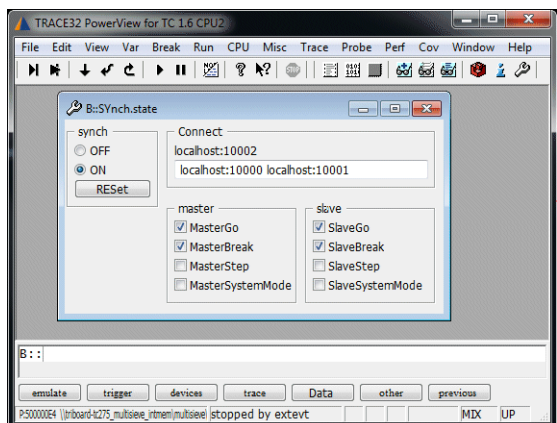 TRACE32 PowerView for TC 1.6 CPU2
File Edit View Var Break Run CPU Misc Trace Probe Perf Cov Window Help
B::SYnch.state
synch
OFF
ON
RESet
Connect
localhost:10002
localhost:10000 localhost:10001
master
MasterGo
MasterBreak
MasterStep
MasterSystemMode
slave
SlaveGo
SlaveBreak
SlaveStep
SlaveSystemMode
B::
emulate trigger devices trace Data other previous
P:500000E4 \\triboard-tc275_multisieve_intmem\multisieve\ stopped by extevt MIX UP